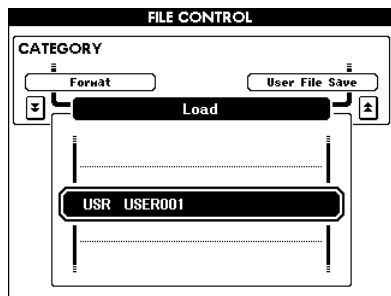 FILE CONTROL
CATEGORY
Format
User File Save
Load
USR USER001